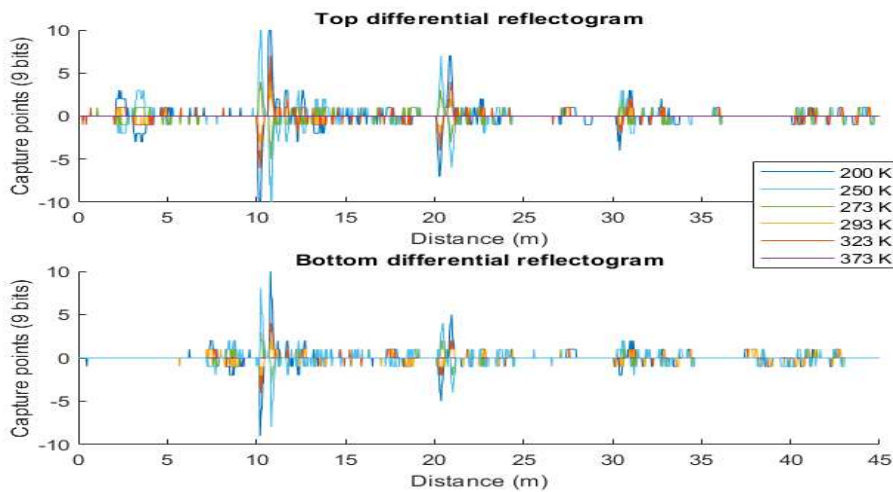 Top differential reflectogram
Capture points (9 bits)
10
5
0
-5
-10
0 5 10 15 20 25 30 35
Distance (m)
200 K
250 K
273 K
293 K
323 K
373 K
Bottom differential reflectogram
Capture points (9 bits)
10
5
0
-5
-10
0 5 10 15 20 25 30 35 40 45
Distance (m)